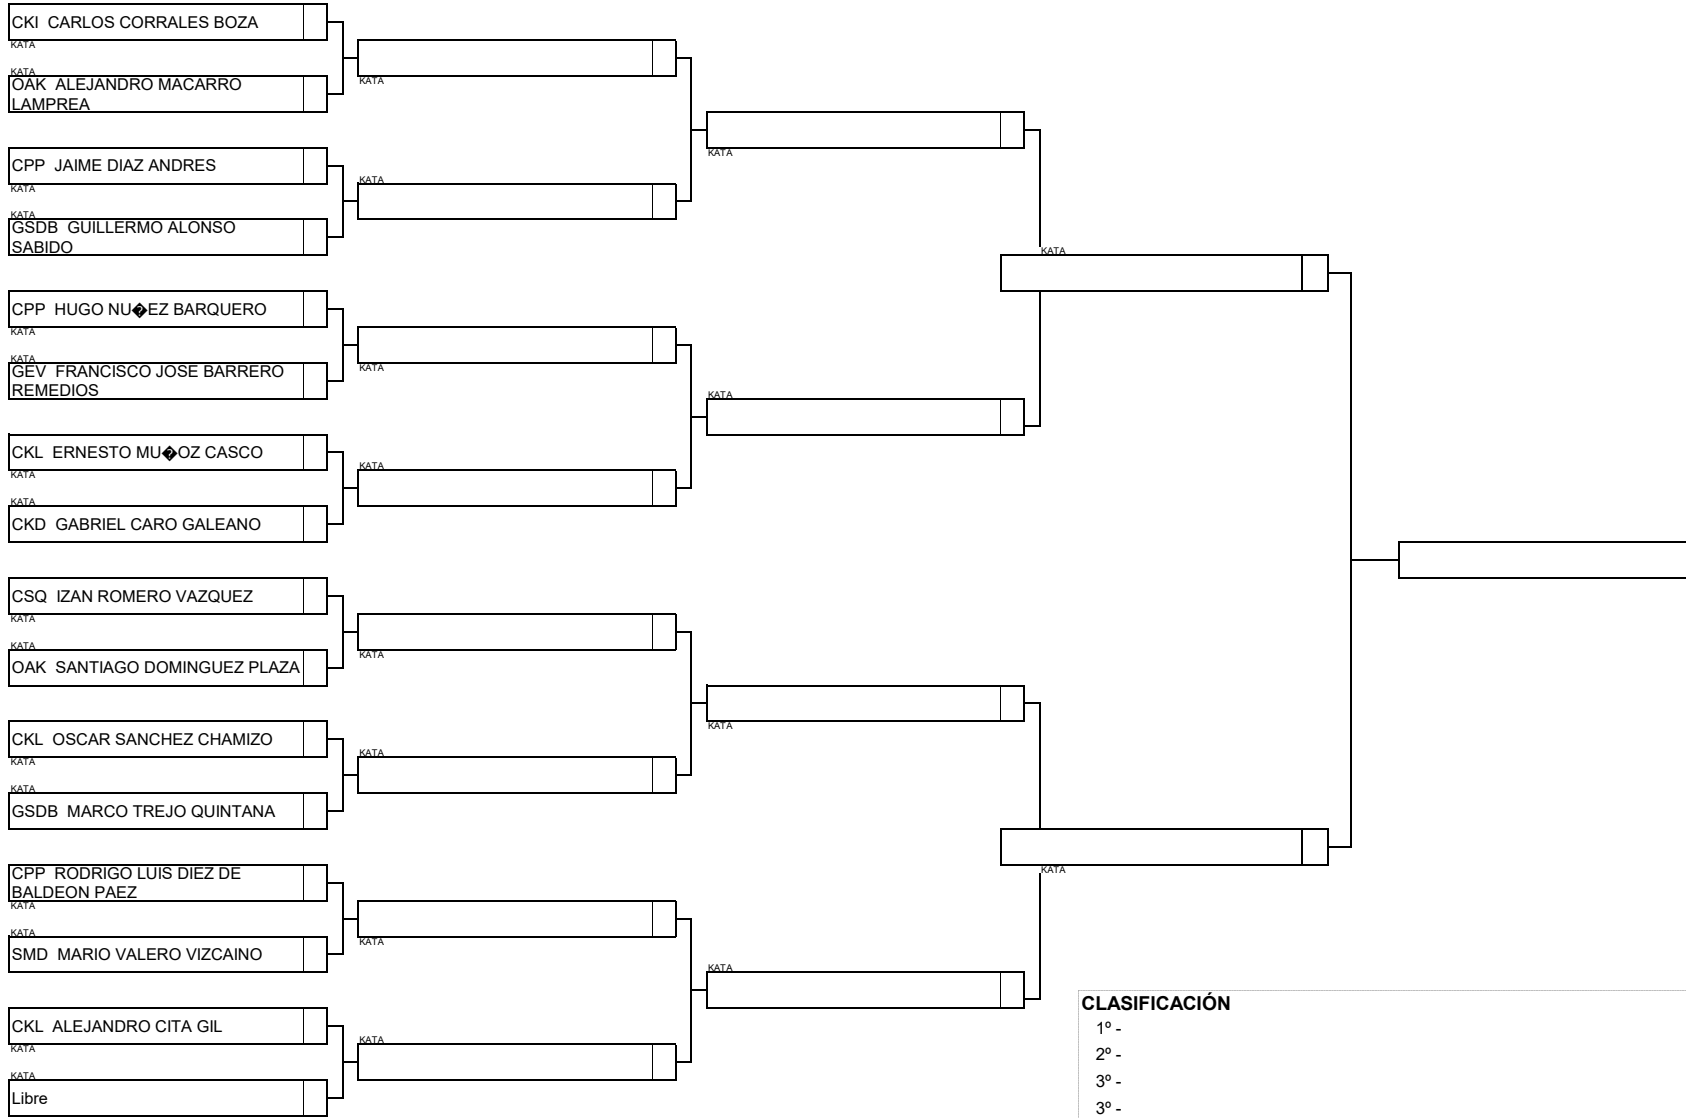 CKI CARLOS CORRALES BOZA
KATA
KATA
OAK ALEJANDRO MACARRO
LAMPREA
CPP JAIME DIAZ ANDRES
KATA
KATA
GSDB GUILLERMO ALONSO
SABIDO
CPP HUGO NU�EZ BARQUERO
KATA
KATA
GEV FRANCISCO JOSE BARRERO
REMEDIOS
CKL ERNESTO MU�OZ CASCO
KATA
KATA
CKD GABRIEL CARO GALEANO
CSQ IZAN ROMERO VAZQUEZ
KATA
KATA
OAK SANTIAGO DOMINGUEZ PLAZA
CKL OSCAR SANCHEZ CHAMIZO
KATA
KATA
GSDB MARCO TREJO QUINTANA
CPP RODRIGO LUIS DIEZ DE
BALDEON PAEZ
KATA
KATA
SMD MARIO VALERO VIZCAINO
CKL ALEJANDRO CITA GIL
KATA
KATA
Libre
KATA
KATA
KATA
KATA
KATA
KATA
KATA
KATA
KATA
KATA
KATA
KATA
KATA
KATA
CLASIFICACIÓN
1º -
2º -
3º -
3º -